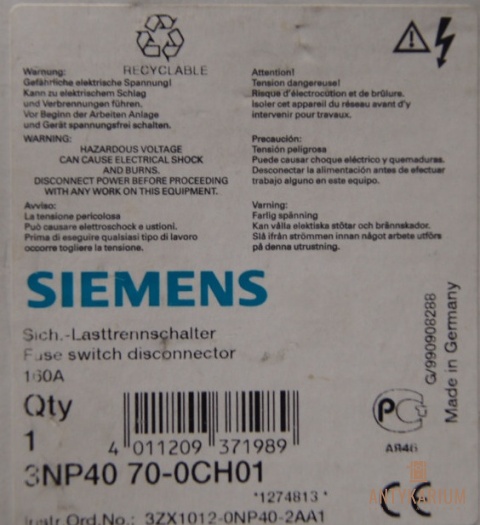 RECYCLABLE
Warnung:
Gefährliche elektrische Spannung!
Kann zu elektrischem Schlag
und Verbrennungen führen.
Vor Beginn der Arbeiten Anlage
und Gerät spannungsfrei schalten.
WARNING:
HAZARDOUS VOLTAGE
CAN CAUSE ELECTRICAL SHOCK
AND BURNS.
DISCONNECT POWER BEFORE PROCEEDING
WITH ANY WORK ON THIS EQUIPMENT.
Avviso:
La tensione pericolosa
Può causare elettroshock e ustioni.
Prima di eseguire qualsiasi tipo di lavoro
occorre togliere la tensione.
Attention!
Tension dangereuse!
Risque d'électrocution et de brûlure.
Isoler cet appareil du réseau avant d'y
intervenir pour travaux.
Precaución:
Tensión peligrosa
Puede causar choque eléctrico y quemaduras.
Desconectar la alimentación antes de efectuar
trabajo alguno en este equipo.
Varning:
Farlig spänning
Kan vålla elektiska stötar och brännskador.
Slå ifrån strömmen innan något arbete utförs
på denna utrustning.
SIEMENS
Sich.-Lasttrennschalter
Fuse switch disconnector
160A
Qty
1
4 011209 371989
3NP40 70-0CH01
*1274813*
Instr.Ord.No.: 3ZX1012-0NP40-2AA1
G/990908288
Made in Germany
PC
AЯ46
CE
ANTYKARIUM